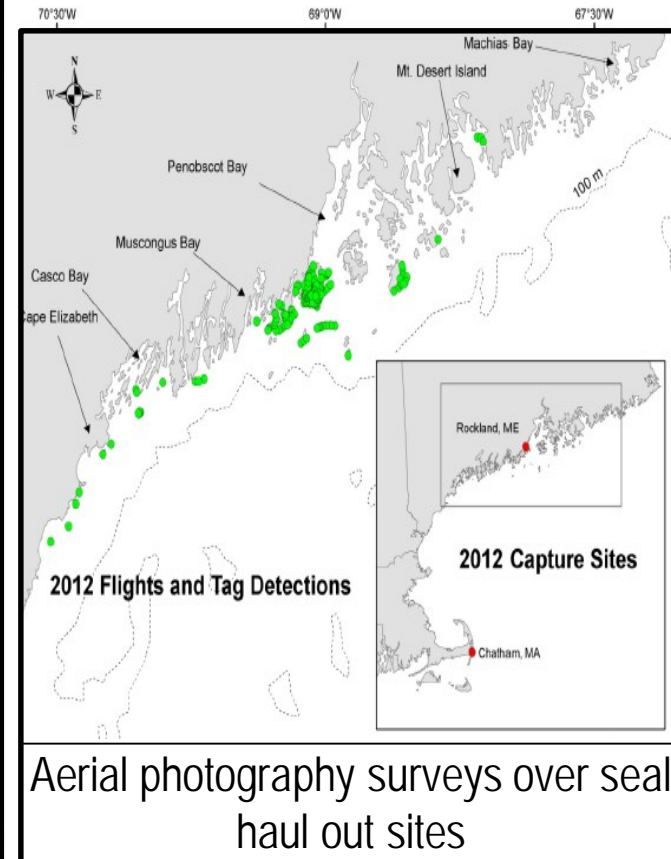 70°30'W 69°0'W 67°30'W
Machias Bay
Mt. Desert Island
N
W E
S
100 m
Penobscot Bay
Muscongus Bay
Casco Bay
Cape Elizabeth
Rockland, ME
2012 Capture Sites
2012 Flights and Tag Detections
Chatham, MA
Aerial photography surveys over seal
haul out sites